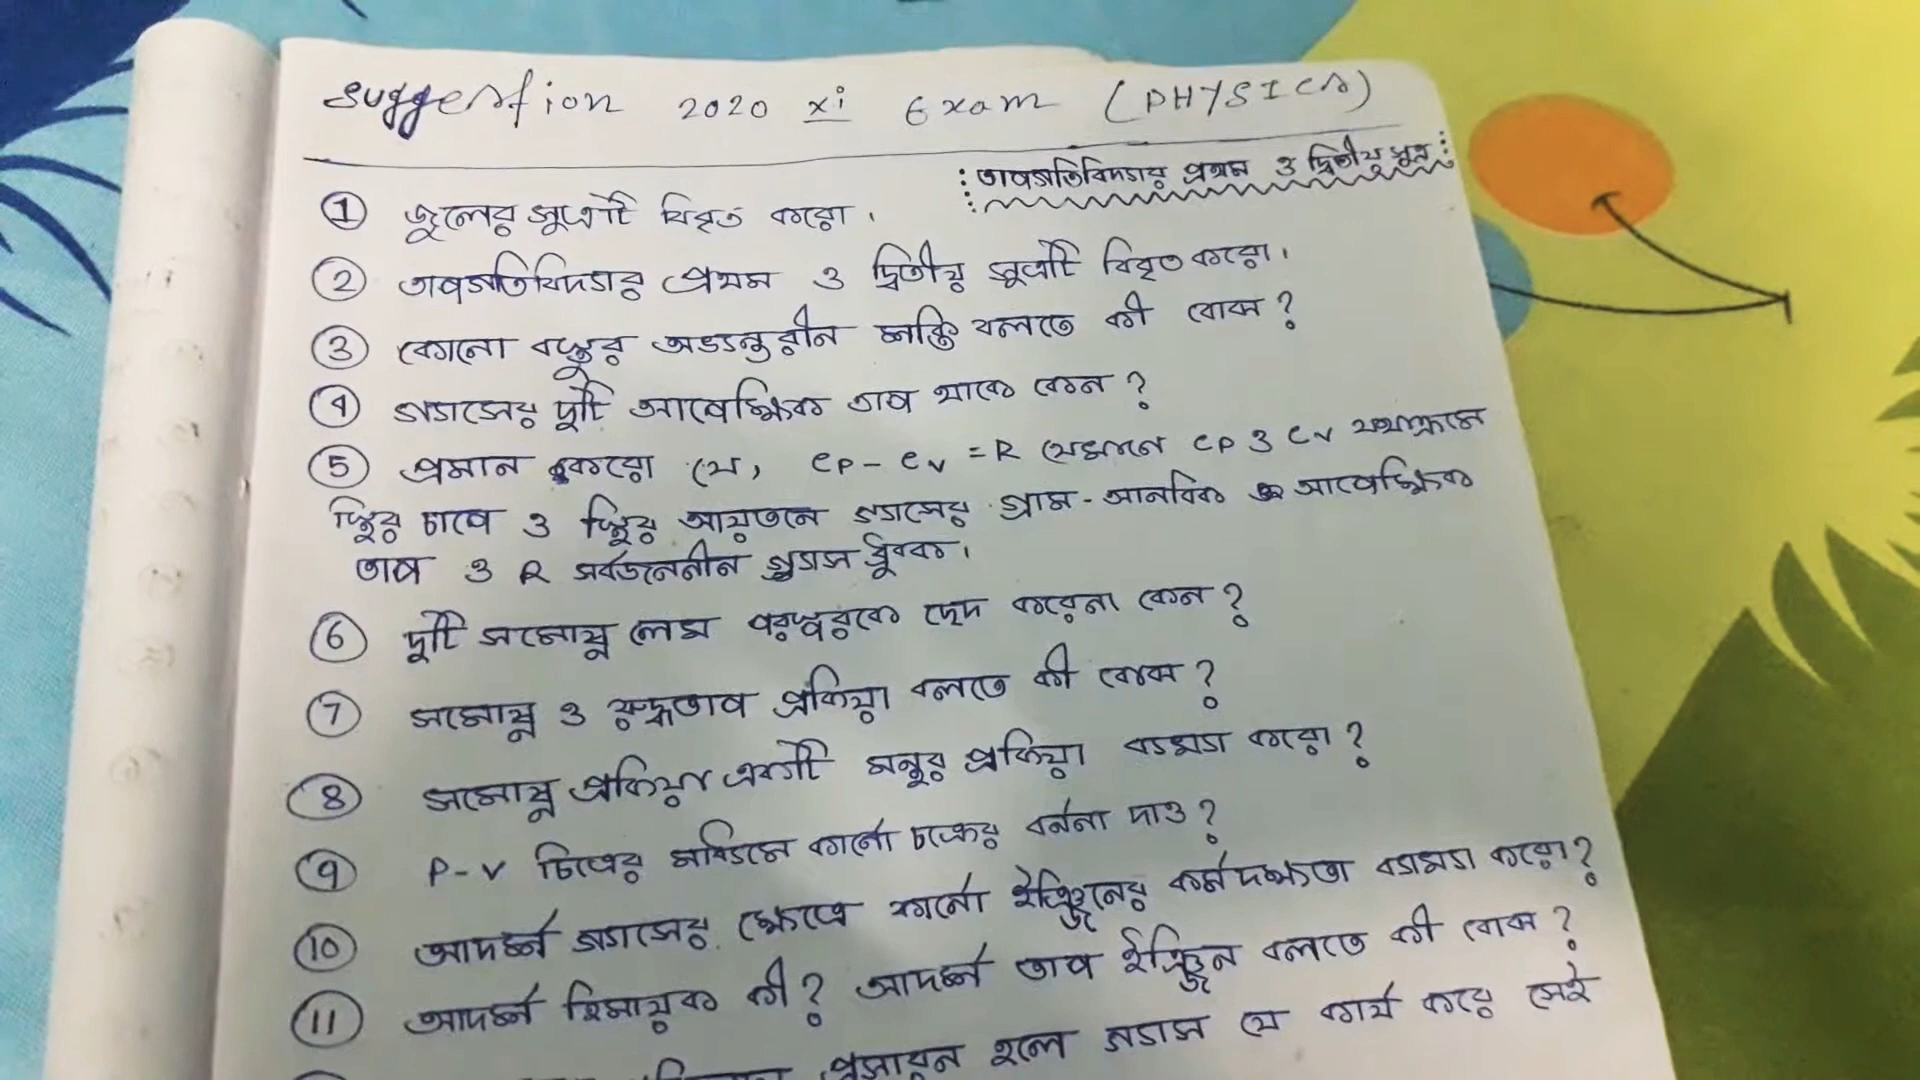 suggestion 2020 xi Exam (PHYSICS)
তাপগতিবিদ্যার প্রথম ও দ্বিতীয় সূত্র
① জুলের সূত্রটি বিবৃত করো।
② তাপগতিবিদ্যার প্রথম ও দ্বিতীয় সূত্রটি বিবৃত করো।
③ কোনো বস্তুর অভ্যন্তরীন শক্তি বলতে কী বোঝ?
④ গ্যাসের দুটি আপেক্ষিক তাপ থাকে কেন?
⑤ প্রমান করো যে, CP - CV = R যেখানে CP ও CV যথাক্রমে
স্থির চাপে ও স্থির আয়তনে গ্যাসের গ্রাম-আনবিক আপেক্ষিক
তাপ ও R সর্বজনেনীন গ্যাস ধ্রুবক।
⑥ দুটি সমোষ্ণ লেখ পরস্পরকে ছেদ করেনা কেন?
⑦ সমোষ্ণ ও রুদ্ধতাপ প্রকিয়া বলতে কী বোঝ?
⑧ সমোষ্ণ প্রকিয়া একটি মন্থর প্রকিয়া ব্যাখ্যা করো?
⑨ P-V চিত্রের সাহায্যে কার্নো চক্রের বর্ননা দাও?
⑩ আদর্শ গ্যাসের ক্ষেত্রে কার্নো ইঞ্জিনের কর্মদক্ষতা ব্যাখ্যা করো?
⑪ আদর্শ হিমায়ক কী? আদর্শ তাপ ইঞ্জিন বলতে কী বোঝ?
প্রসারন হলে গ্যাস যে কার্য করে সেই